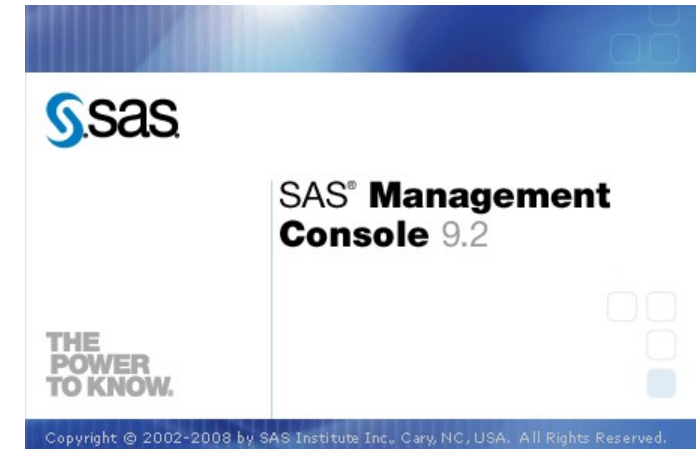 sas
SAS® Management
Console 9.2
THE
POWER
TO KNOW.
Copyright © 2002-2008 by SAS Institute Inc., Cary, NC, USA. All Rights Reserved.